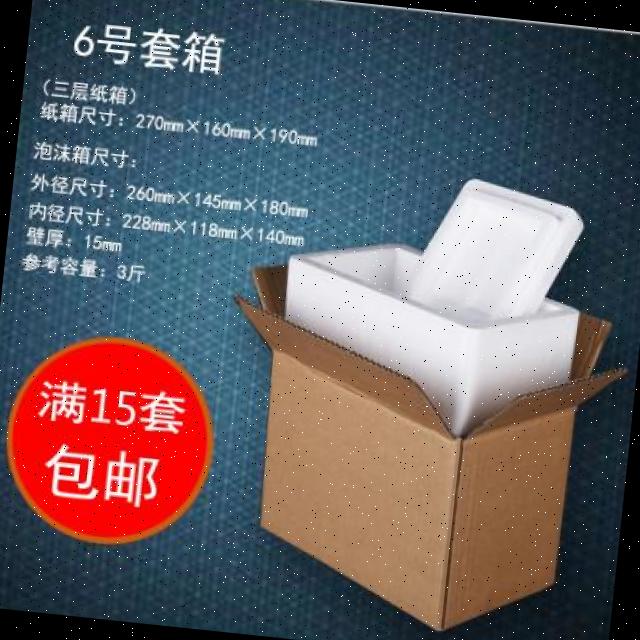 6号套箱
（三层纸箱）
纸箱尺寸：270mm×160mm×190mm
泡沫箱尺寸：
外径尺寸：260mm×145mm×180mm
内径尺寸：228mm×118mm×140mm
壁厚：15mm
参考容量：3斤
满15套
包邮